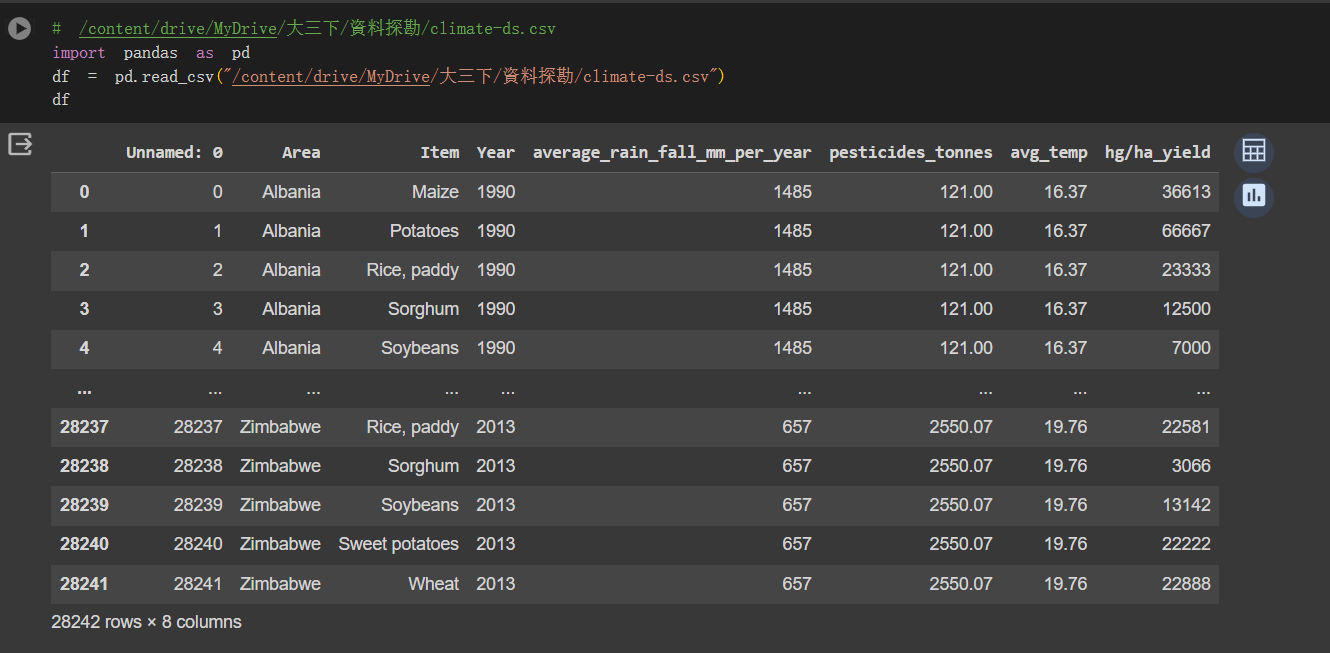 # /content/drive/MyDrive/大三下/資料探勘/climate-ds.csv
import pandas as pd
df = pd.read_csv("/content/drive/MyDrive/大三下/資料探勘/climate-ds.csv")
df
Unnamed: 0 Area Item Year average_rain_fall_mm_per_year pesticides_tonnes avg_temp hg/ha_yield
0 0 Albania Maize 1990 1485 121.00 16.37 36613
1 1 Albania Potatoes 1990 1485 121.00 16.37 66667
2 2 Albania Rice, paddy 1990 1485 121.00 16.37 23333
3 3 Albania Sorghum 1990 1485 121.00 16.37 12500
4 4 Albania Soybeans 1990 1485 121.00 16.37 7000
... ... ... ... ... ... ... ... ...
28237 28237 Zimbabwe Rice, paddy 2013 657 2550.07 19.76 22581
28238 28238 Zimbabwe Sorghum 2013 657 2550.07 19.76 3066
28239 28239 Zimbabwe Soybeans 2013 657 2550.07 19.76 13142
28240 28240 Zimbabwe Sweet potatoes 2013 657 2550.07 19.76 22222
28241 28241 Zimbabwe Wheat 2013 657 2550.07 19.76 22888
28242 rows × 8 columns